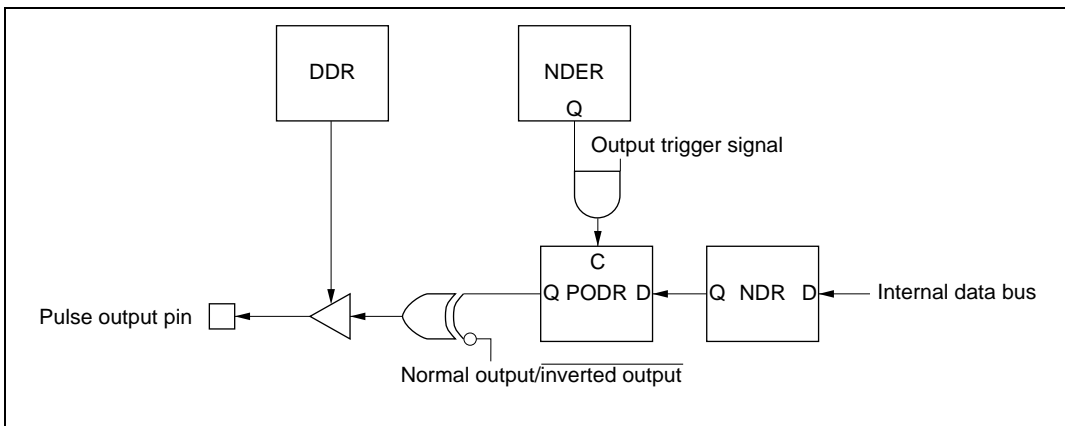 DDR
NDER
Q
Output trigger signal
C
Q PODR D
Q NDR D
Internal data bus
Pulse output pin
Normal output/inverted output